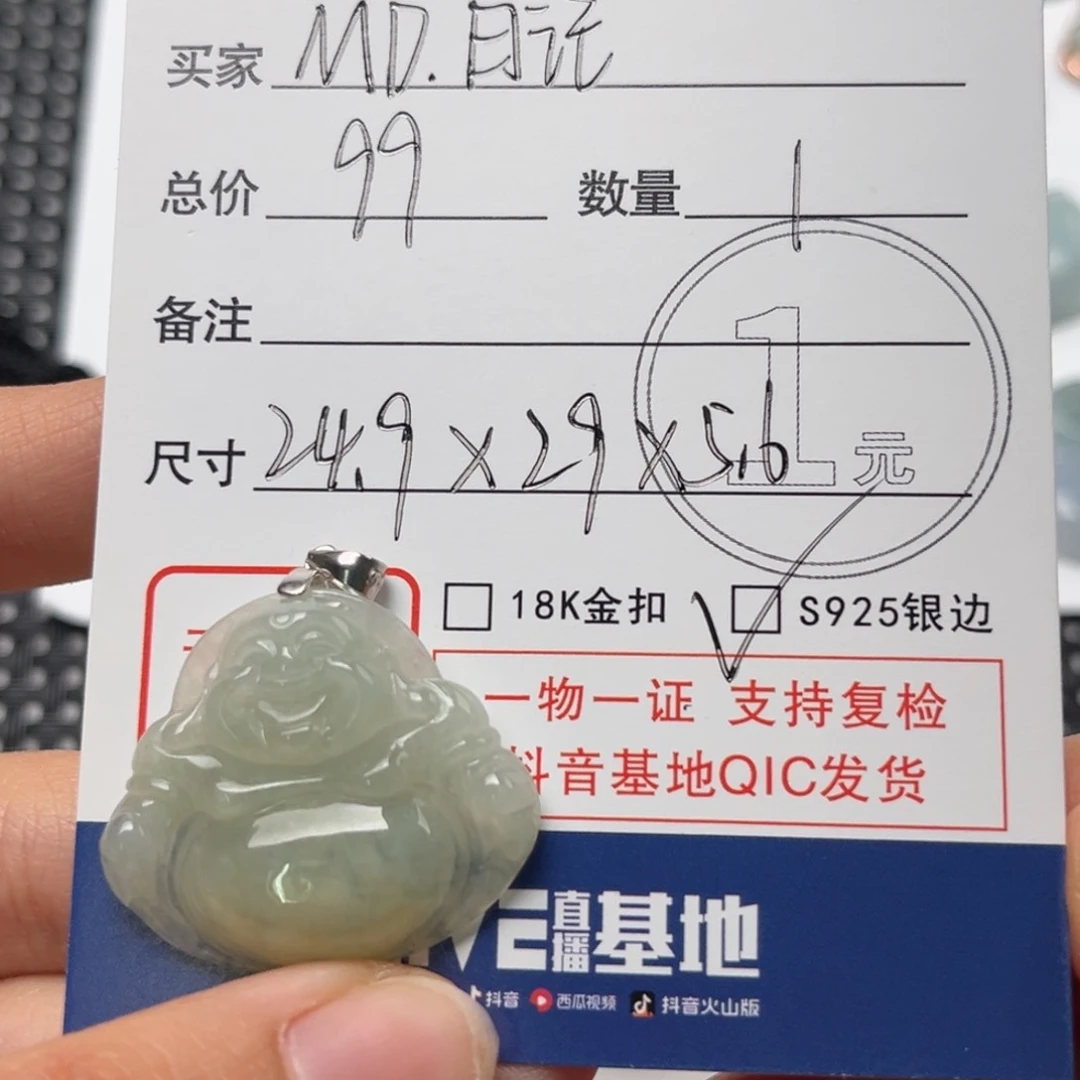 买家 MD.日记
总价 99 数量 1
备注
1元
尺寸 24.9×29×5.6
18K金扣 S925银边
一物一证 支持复检
抖音基地QIC发货
直播基地
抖音 西瓜视频 抖音火山版